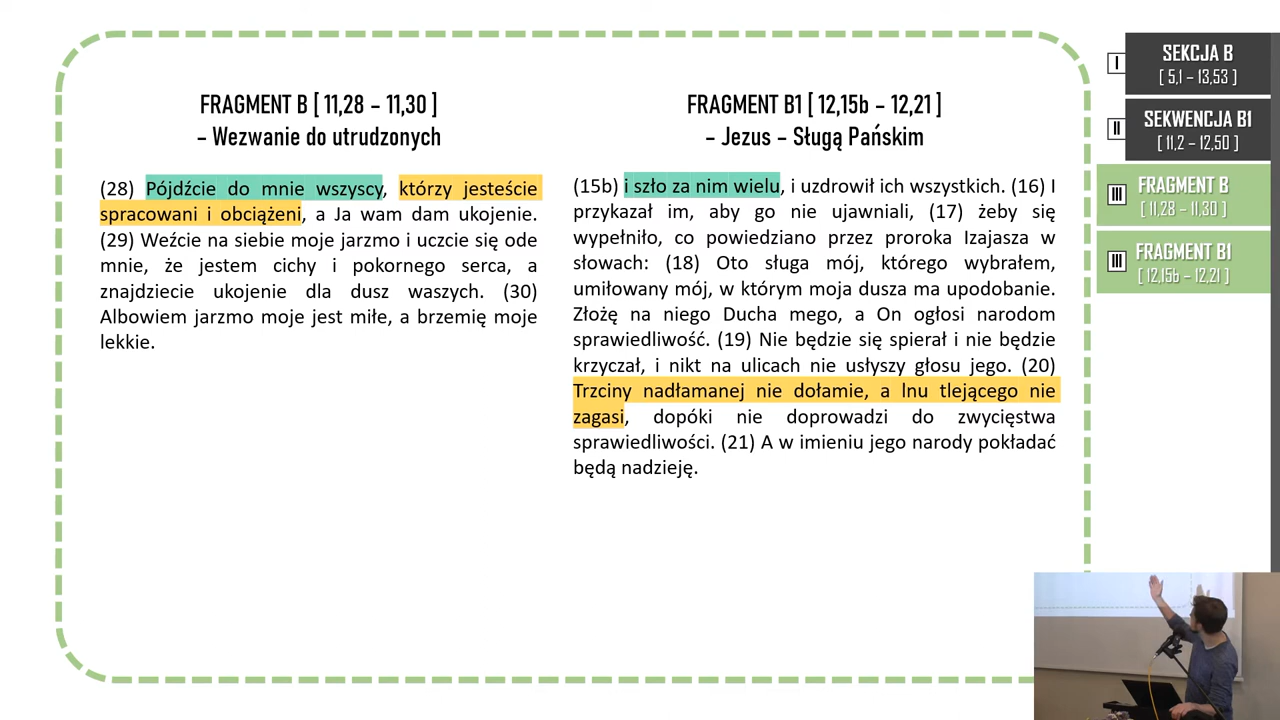 FRAGMENT B [ 11,28 – 11,30 ]
– Wezwanie do utrudzonych
(28) Pójdźcie do mnie wszyscy, którzy jesteście
spracowani i obciążeni, a Ja wam dam ukojenie.
(29) Weźcie na siebie moje jarzmo i uczcie się ode
mnie, że jestem cichy i pokornego serca, a
znajdziecie ukojenie dla dusz waszych. (30)
Albowiem jarzmo moje jest miłe, a brzemię moje
lekkie.
FRAGMENT B1 [ 12,15b – 12,21 ]
– Jezus – Sługą Pańskim
(15b) i szło za nim wielu, i uzdrowił ich wszystkich. (16) I
przykazał im, aby go nie ujawniali, (17) żeby się
wypełniło, co powiedziano przez proroka Izajasza w
słowach: (18) Oto sługa mój, którego wybrałem,
umiłowany mój, w którym moja dusza ma upodobanie.
Złożę na niego Ducha mego, a On ogłosi narodom
sprawiedliwość. (19) Nie będzie się spierał i nie będzie
krzyczał, i nikt na ulicach nie usłyszy głosu jego. (20)
Trzciny nadłamanej nie dołamie, a lnu tlejącego nie
zagasi, dopóki nie doprowadzi do zwycięstwa
sprawiedliwości. (21) A w imieniu jego narody pokładać
będą nadzieję.
I
SEKCJA B
[ 5,1 – 13,53 ]
II
SEKWENCJA B1
[ 11,2 – 12,50 ]
III
FRAGMENT B
[ 11,28 – 11,30 ]
III
FRAGMENT B1
[ 12,15b – 12,21 ]